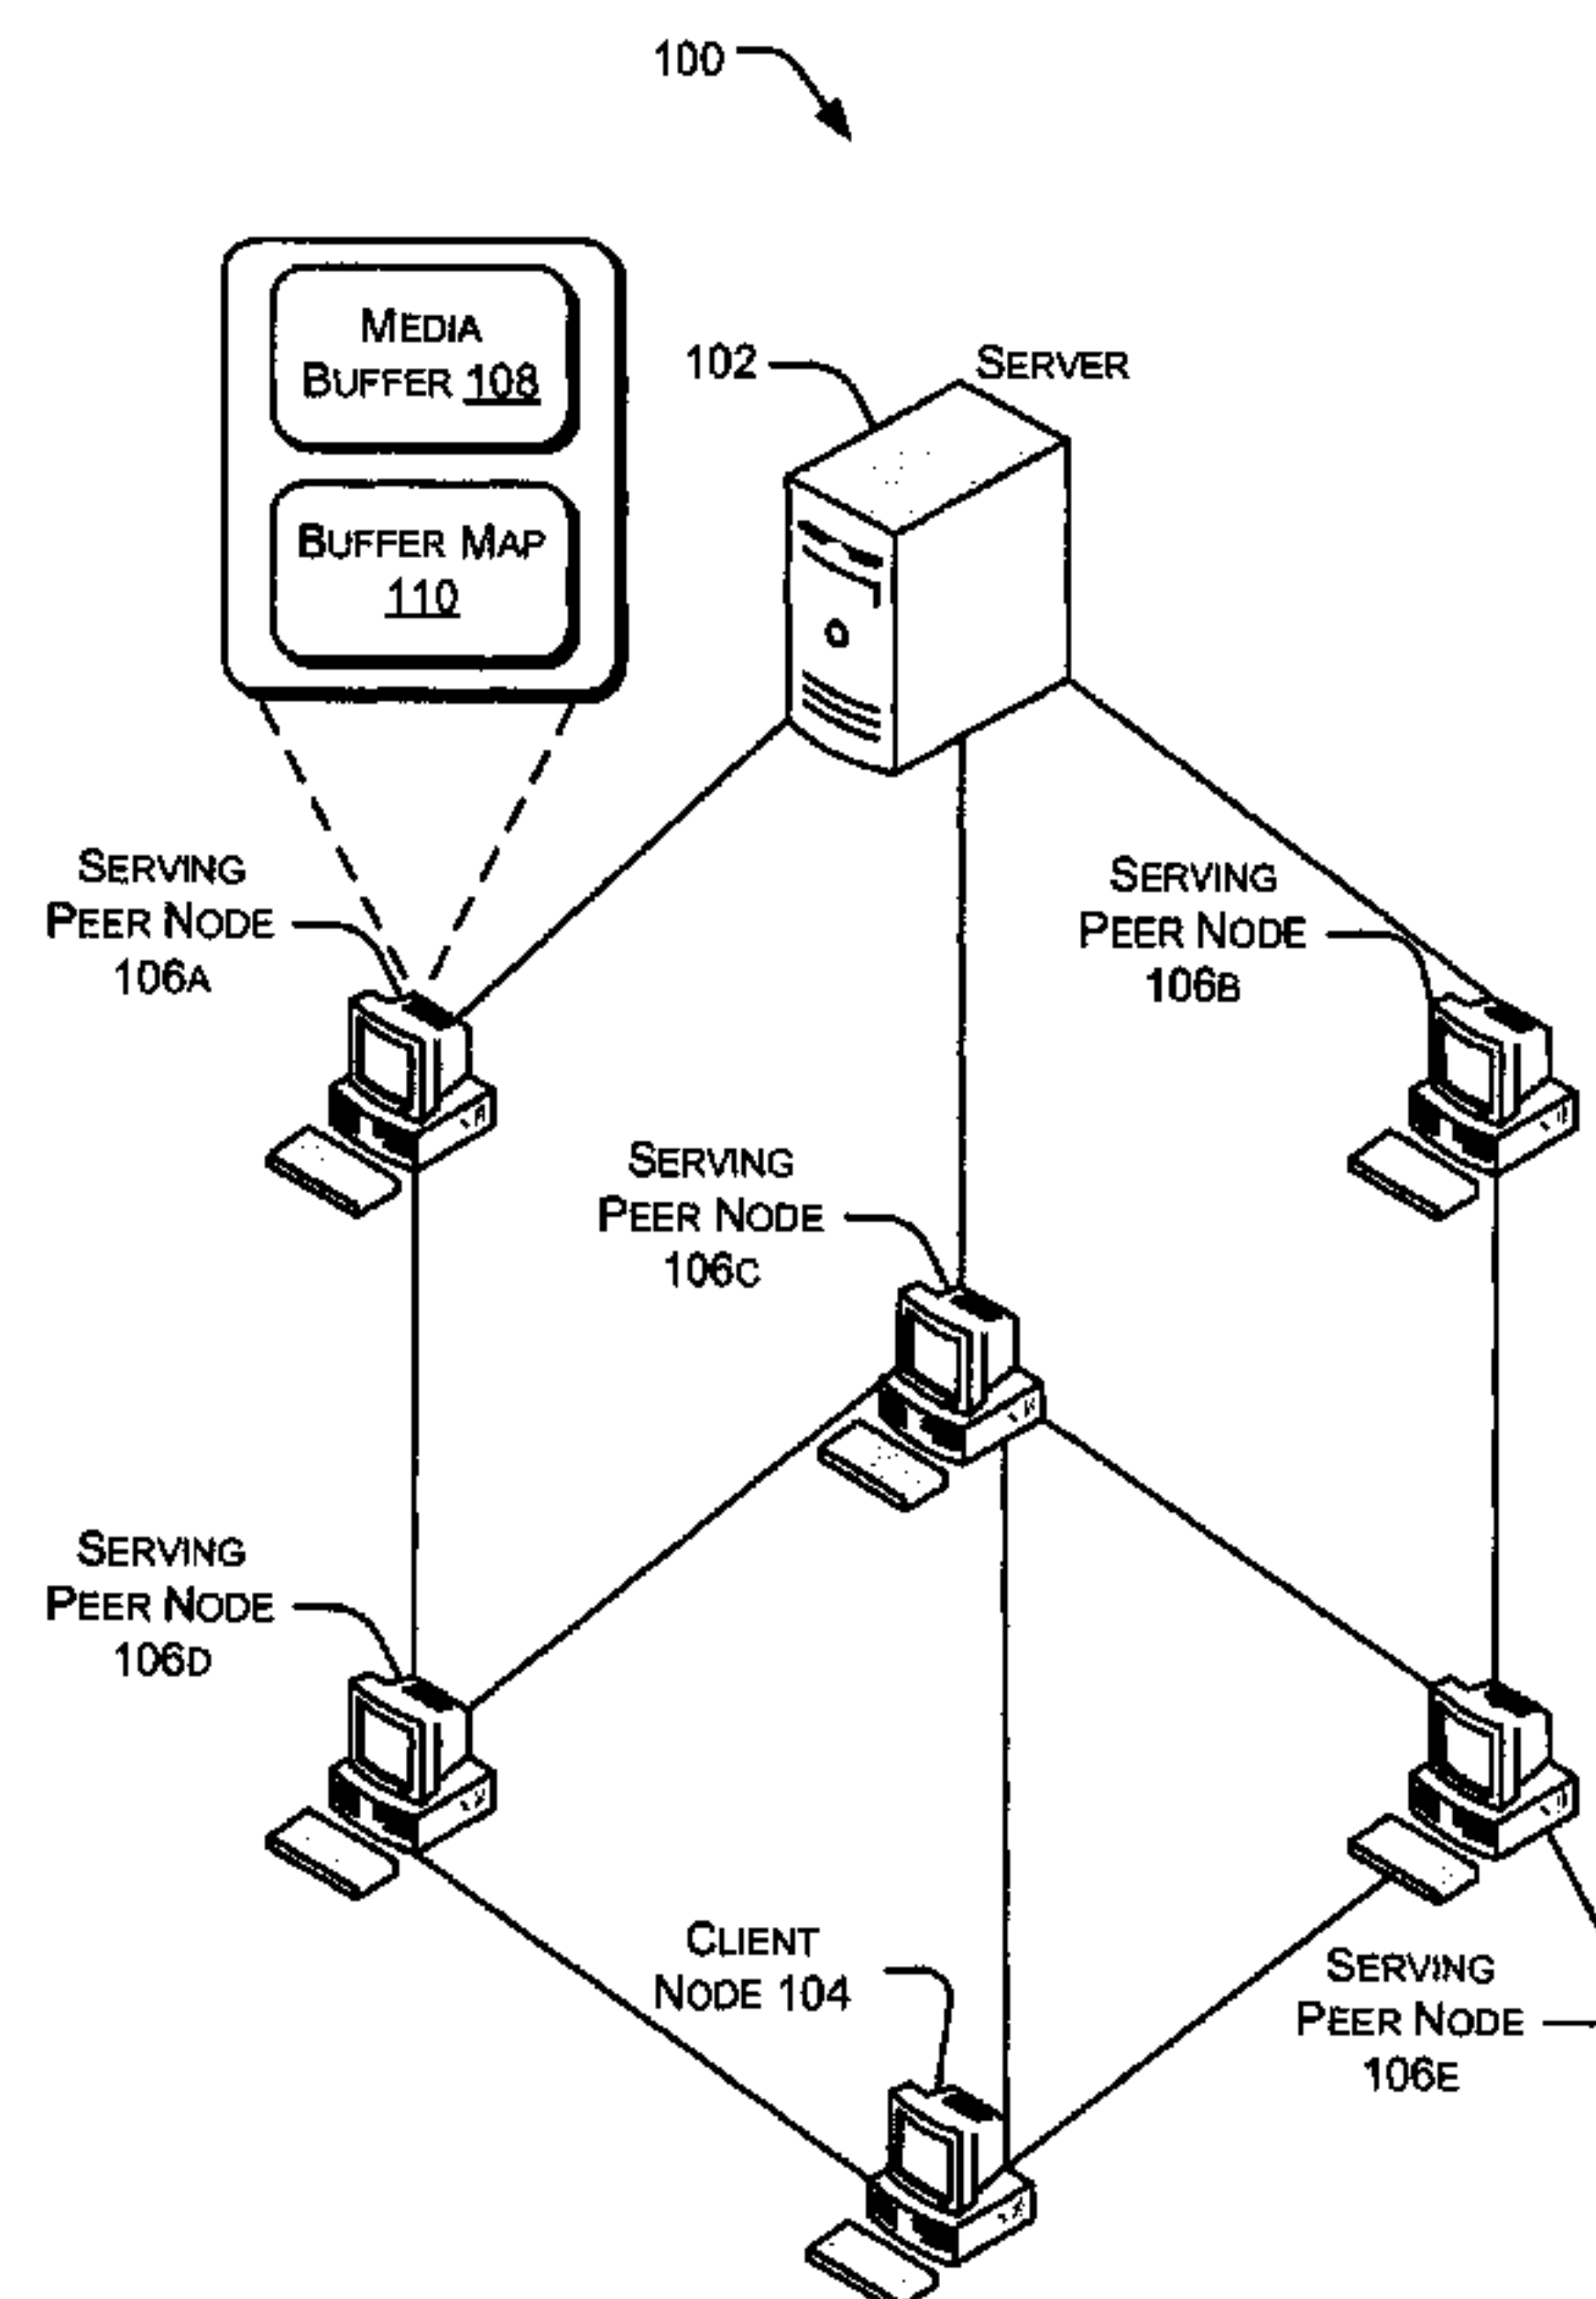 100
MEDIA
BUFFER 108
BUFFER MAP
110
102
SERVER
SERVING
PEER NODE
106A
SERVING
PEER NODE
106B
SERVING
PEER NODE
106C
SERVING
PEER NODE
106D
CLIENT
NODE 104
SERVING
PEER NODE
106E